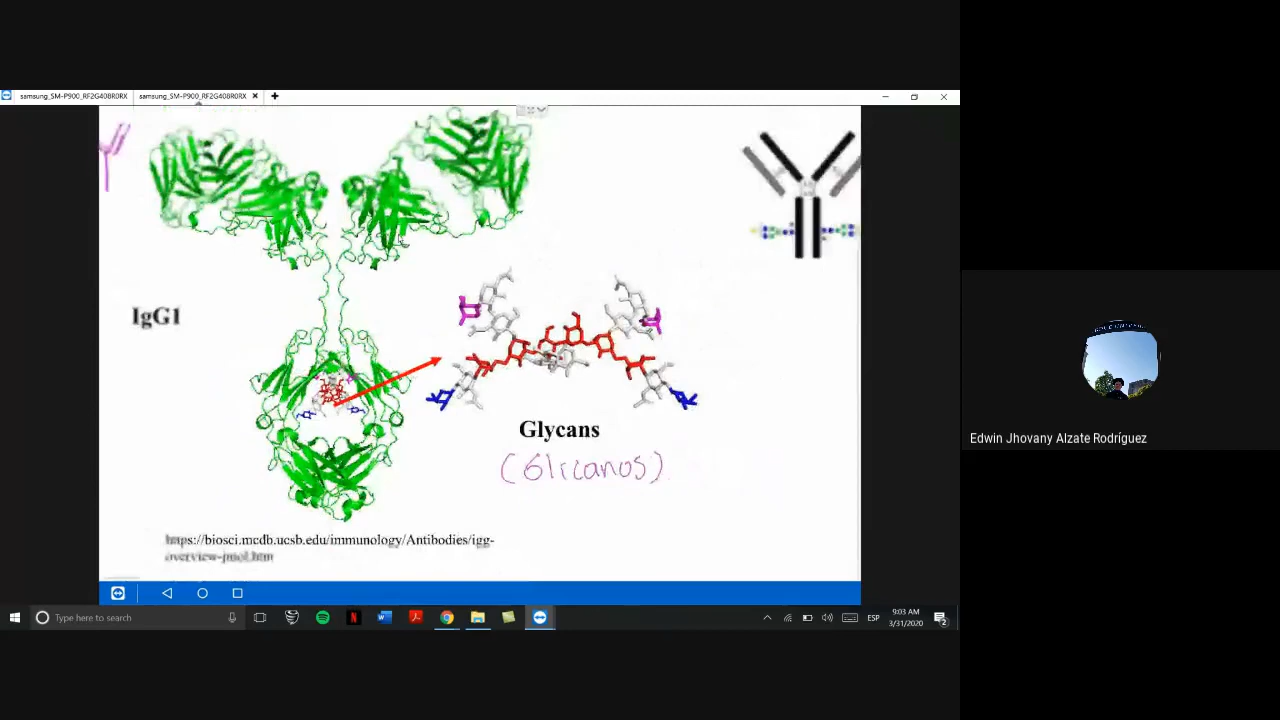 samsung_SM-P900_RF2G408R0RX
samsung_SM-P900_RF2G408R0RX
IgG1
Glycans
(Glicanos)
https://biosci.mcdb.ucsb.edu/immunology/Antibodies/igg-
overview-jmol.htm
Edwin Jhovany Alzate Rodríguez
Type here to search
ESP
9:03 AM
3/31/2020
2